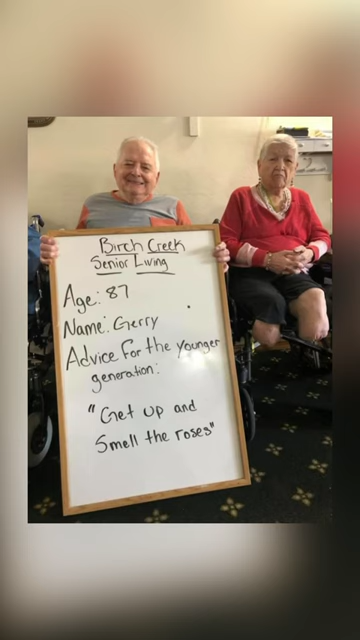 Birch Creek
Senior Living
Age: 87
Name: Gerry
Advice for the younger
generation:
"Get up and
Smell the roses"